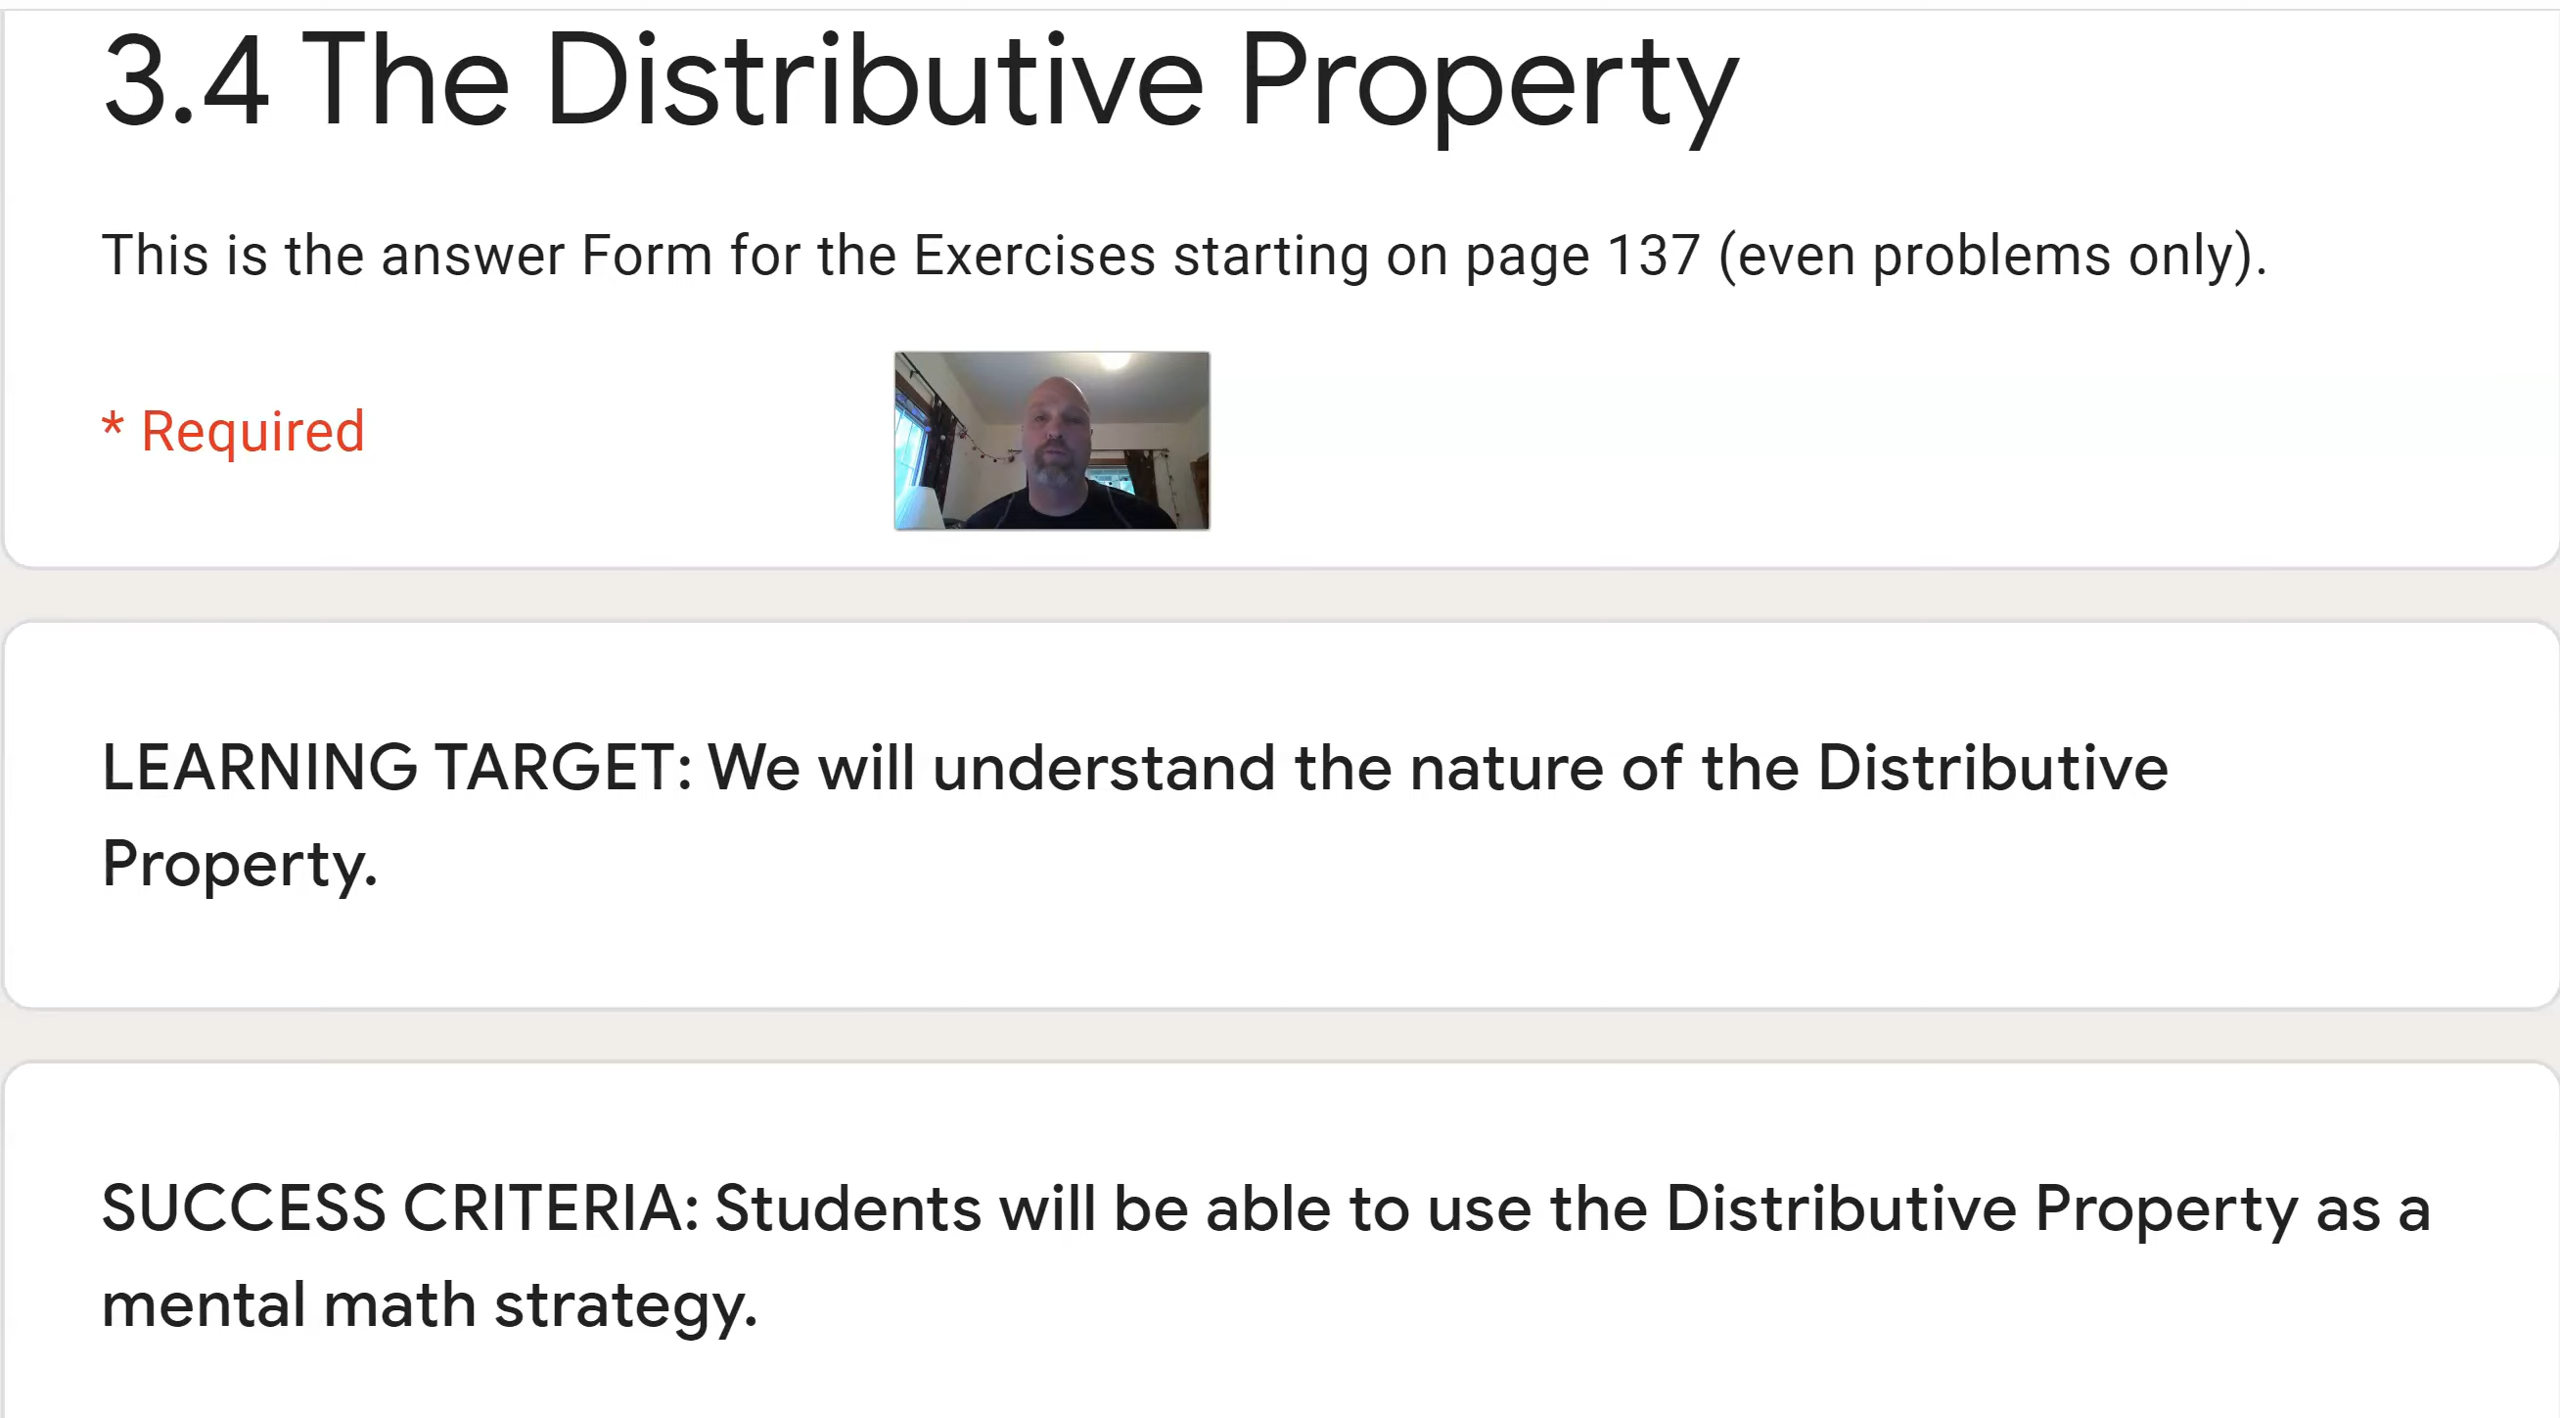 3.4 The Distributive Property
This is the answer Form for the Exercises starting on page 137 (even problems only).
* Required
LEARNING TARGET: We will understand the nature of the Distributive
Property.
SUCCESS CRITERIA: Students will be able to use the Distributive Property as a
mental math strategy.